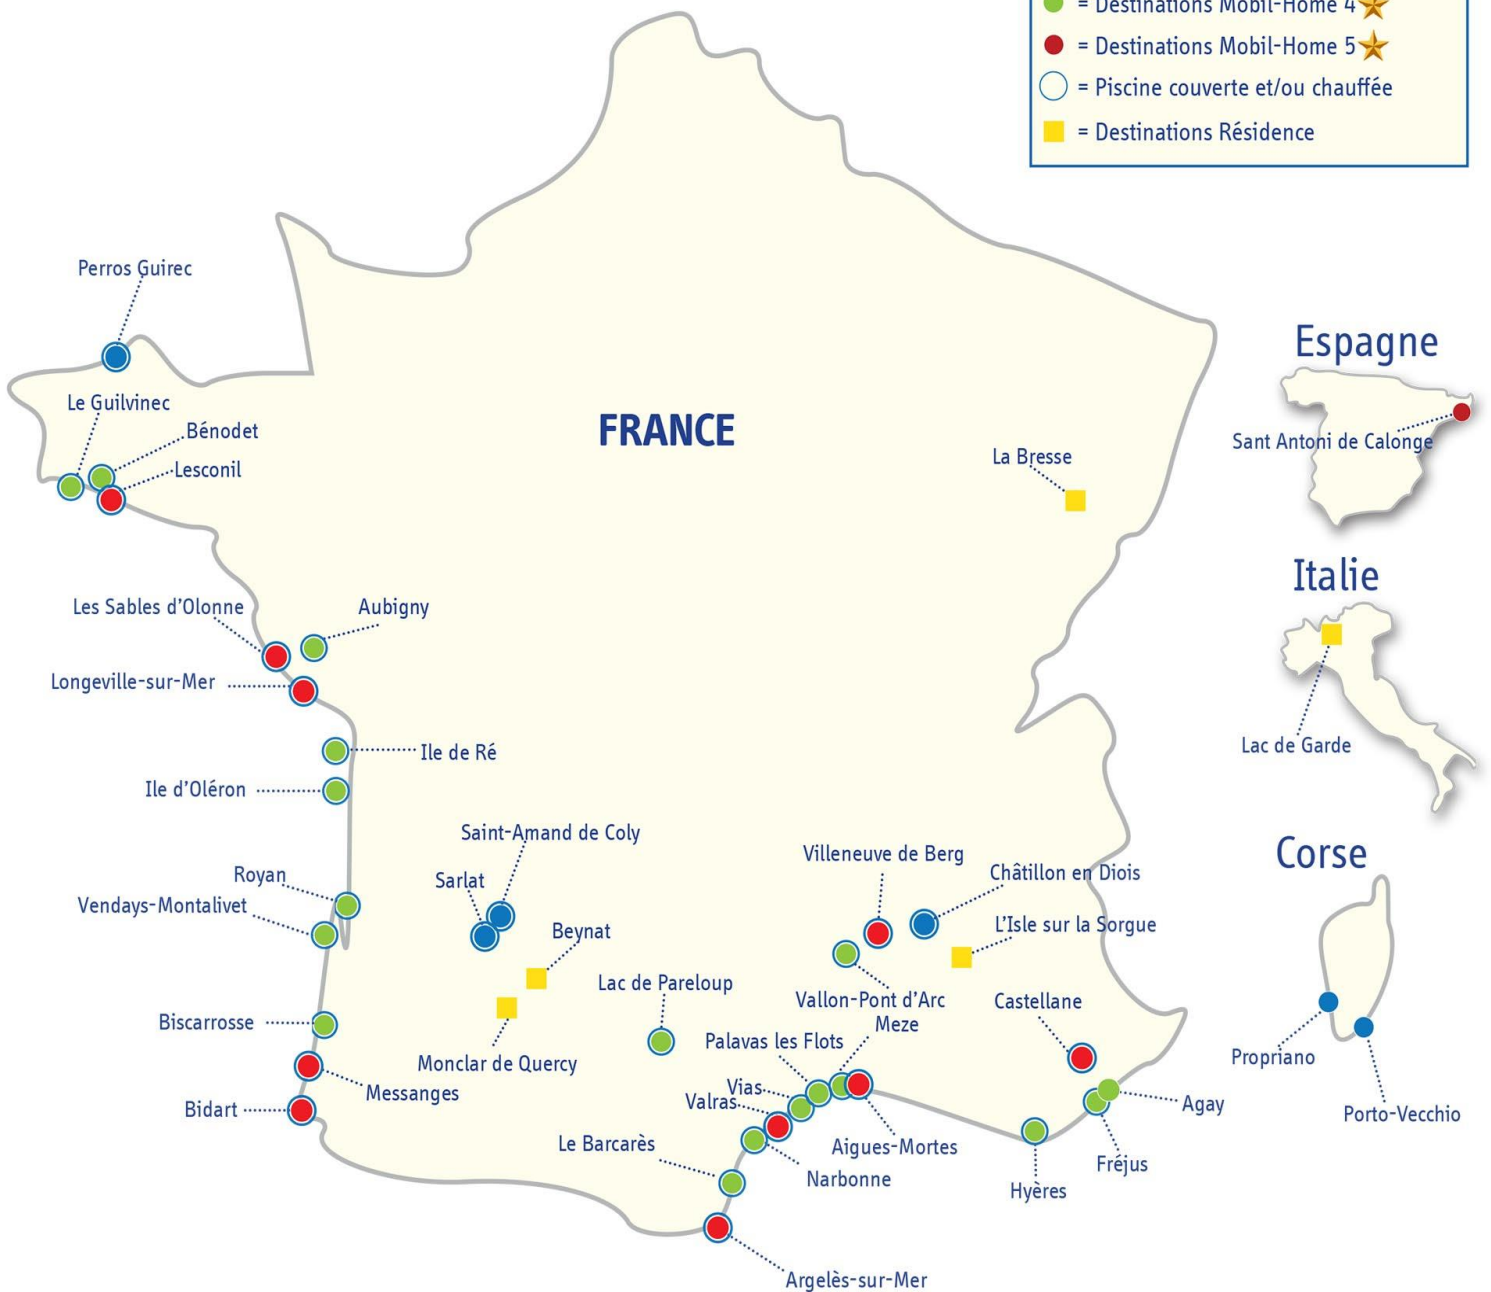 = Destinations Mobil-Home 4
= Destinations Mobil-Home 5
= Piscine couverte et/ou chauffée
= Destinations Résidence
Perros Guirec
Le Guilvinec
Bénodet
Lesconil
FRANCE
La Bresse
Espagne
Sant Antoni de Calonge
Italie
Lac de Garde
Les Sables d'Olonne
Aubigny
Longeville-sur-Mer
Ile de Ré
Ile d'Oléron
Saint-Amand de Coly
Sarlat
Villeneuve de Berg
Châtillon en Diois
Corse
Royan
Vendays-Montalivet
Beynat
L'Isle sur la Sorgue
Lac de Pareloup
Vallon-Pont d'Arc
Castellane
Biscarrosse
Meze
Palavas les Flots
Monclar de Quercy
Propriano
Messanges
Vias
Valras
Bidart
Agay
Porto-Vecchio
Le Barcarès
Aigues-Mortes
Narbonne
Fréjus
Hyères
Argelès-sur-Mer